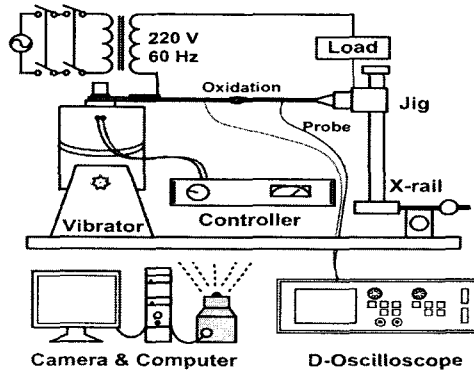 220 V
60 Hz
Load
Oxidation
Jig
Probe
X-rail
Vibrator
Controller
Camera & Computer
D-Oscilloscope